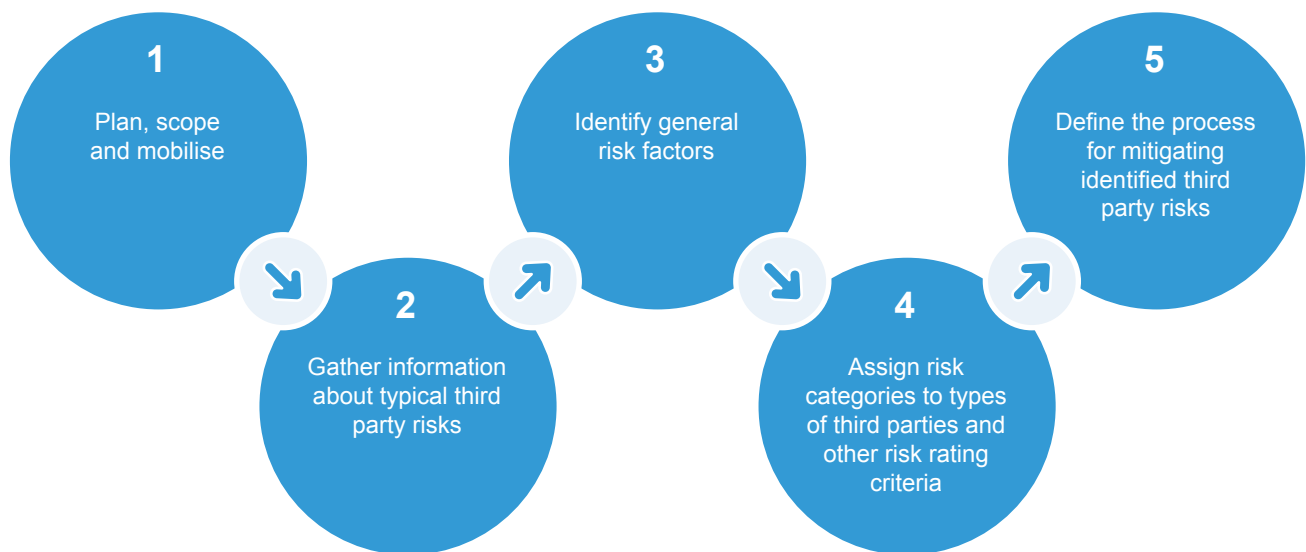 1
Plan, scope
and mobilise
2
Gather information
about typical third
party risks
3
Identify general
risk factors
4
Assign risk
categories to types
of third parties and
other risk rating
criteria
5
Define the process
for mitigating
identified third
party risks